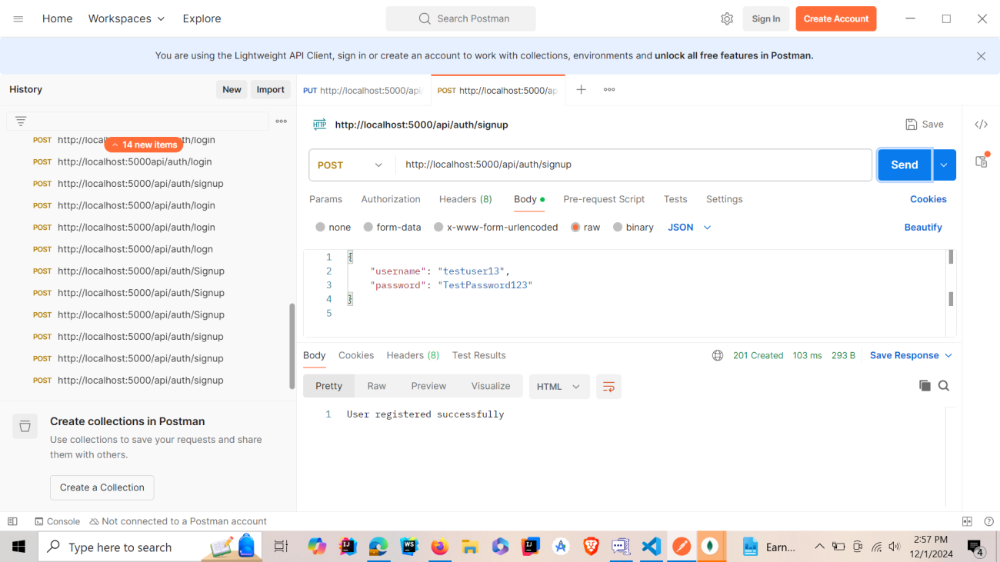 Home
Workspaces
Explore
Search Postman
Sign In
Create Account
You are using the Lightweight API Client, sign in or create an account to work with collections, environments and unlock all free features in Postman.
History
New
Import
PUT http://localhost:5000/api/
POST http://localhost:5000/ap
HTTP http://localhost:5000/api/auth/signup
Save
14 new items
POST http://local th/login
POST http://localhost:5000api/auth/login
POST http://localhost:5000/api/auth/signup
POST http://localhost:5000/api/auth/login
POST http://localhost:5000/api/auth/login
POST http://localhost:5000/api/auth/logn
POST http://localhost:5000/api/auth/Signup
POST http://localhost:5000/api/auth/Signup
POST http://localhost:5000/api/auth/Signup
POST http://localhost:5000/api/auth/signup
POST http://localhost:5000/api/auth/signup
POST http://localhost:5000/api/auth/signup
Create collections in Postman
Use collections to save your requests and share
them with others.
Create a Collection
POST
http://localhost:5000/api/auth/signup
Send
Params
Authorization
Headers (8)
Body
Pre-request Script
Tests
Settings
Cookies
none
form-data
x-www-form-urlencoded
raw
binary
JSON
Beautify
1 {
2 "username": "testuser13",
3 "password": "TestPassword123"
4 }
5
Body
Cookies
Headers (8)
Test Results
201 Created
103 ms
293 B
Save Response
Pretty
Raw
Preview
Visualize
HTML
1 User registered successfully
Console
Not connected to a Postman account
Type here to search
Earn...
2:57 PM
12/1/2024
4